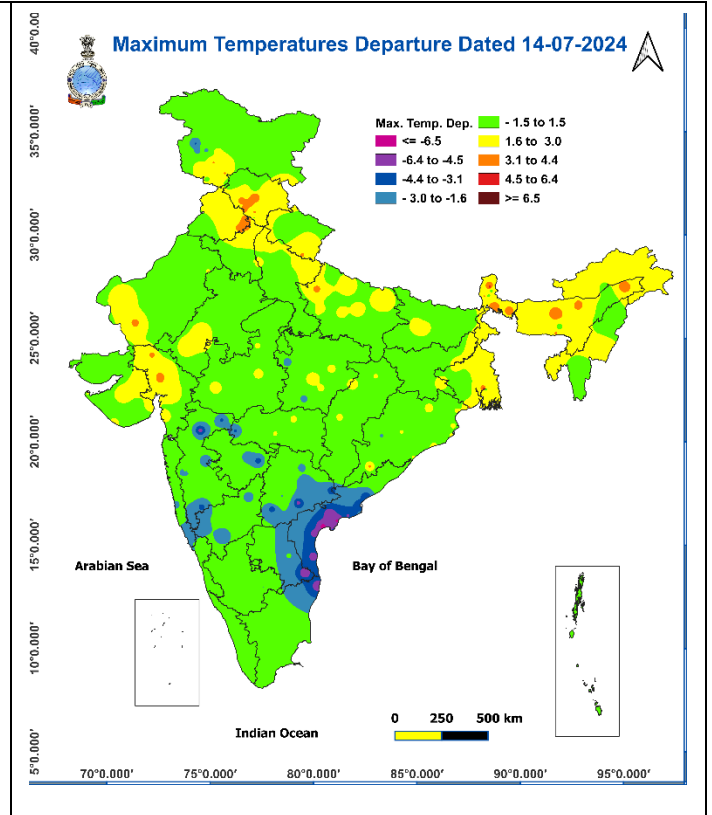 Maximum Temperatures Departure Dated 14-07-2024
Max. Temp. Dep.
<= -6.5
-6.4 to -4.5
-4.4 to -3.1
- 3.0 to -1.6
- 1.5 to 1.5
1.6 to 3.0
3.1 to 4.4
4.5 to 6.4
>= 6.5
40°0.00
35°0.000'
30°0.000'
25°0.000'
20°0.000'
15°0.000'
10°0.000'
5°0.000'
Arabian Sea
Bay of Bengal
Indian Ocean
0 250 500 km
70°0.000' 75°0.000' 80°0.000' 85°0.000' 90°0.000' 95°0.000'